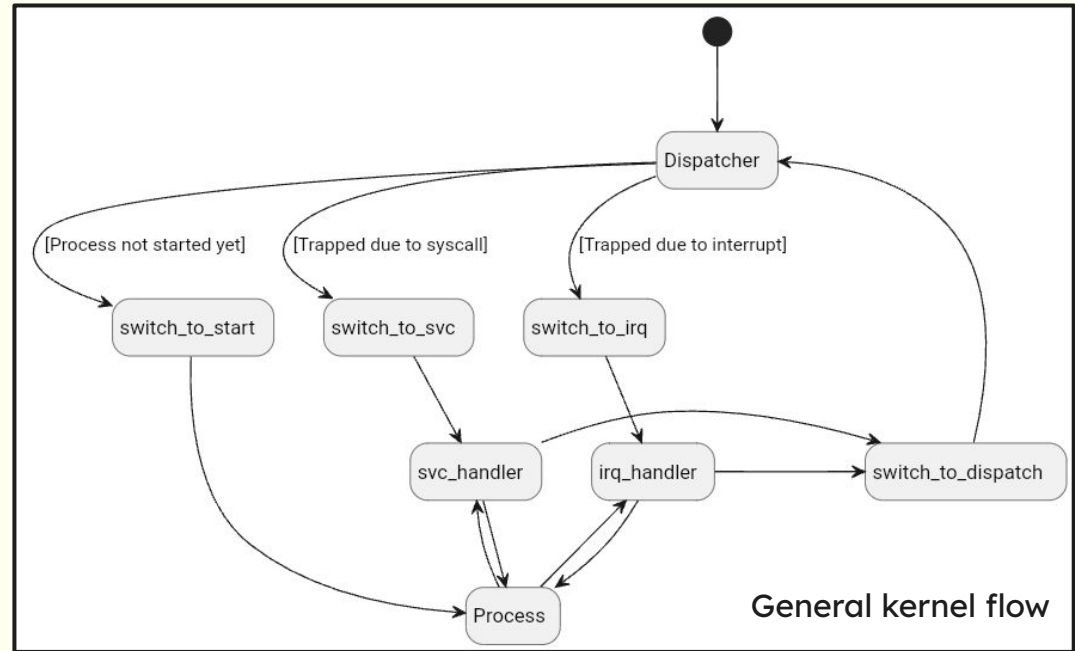 Dispatcher
[Process not started yet]
[Trapped due to syscall]
[Trapped due to interrupt]
switch_to_start
switch_to_svc
switch_to_irq
svc_handler
irq_handler
switch_to_dispatch
Process
General kernel flow